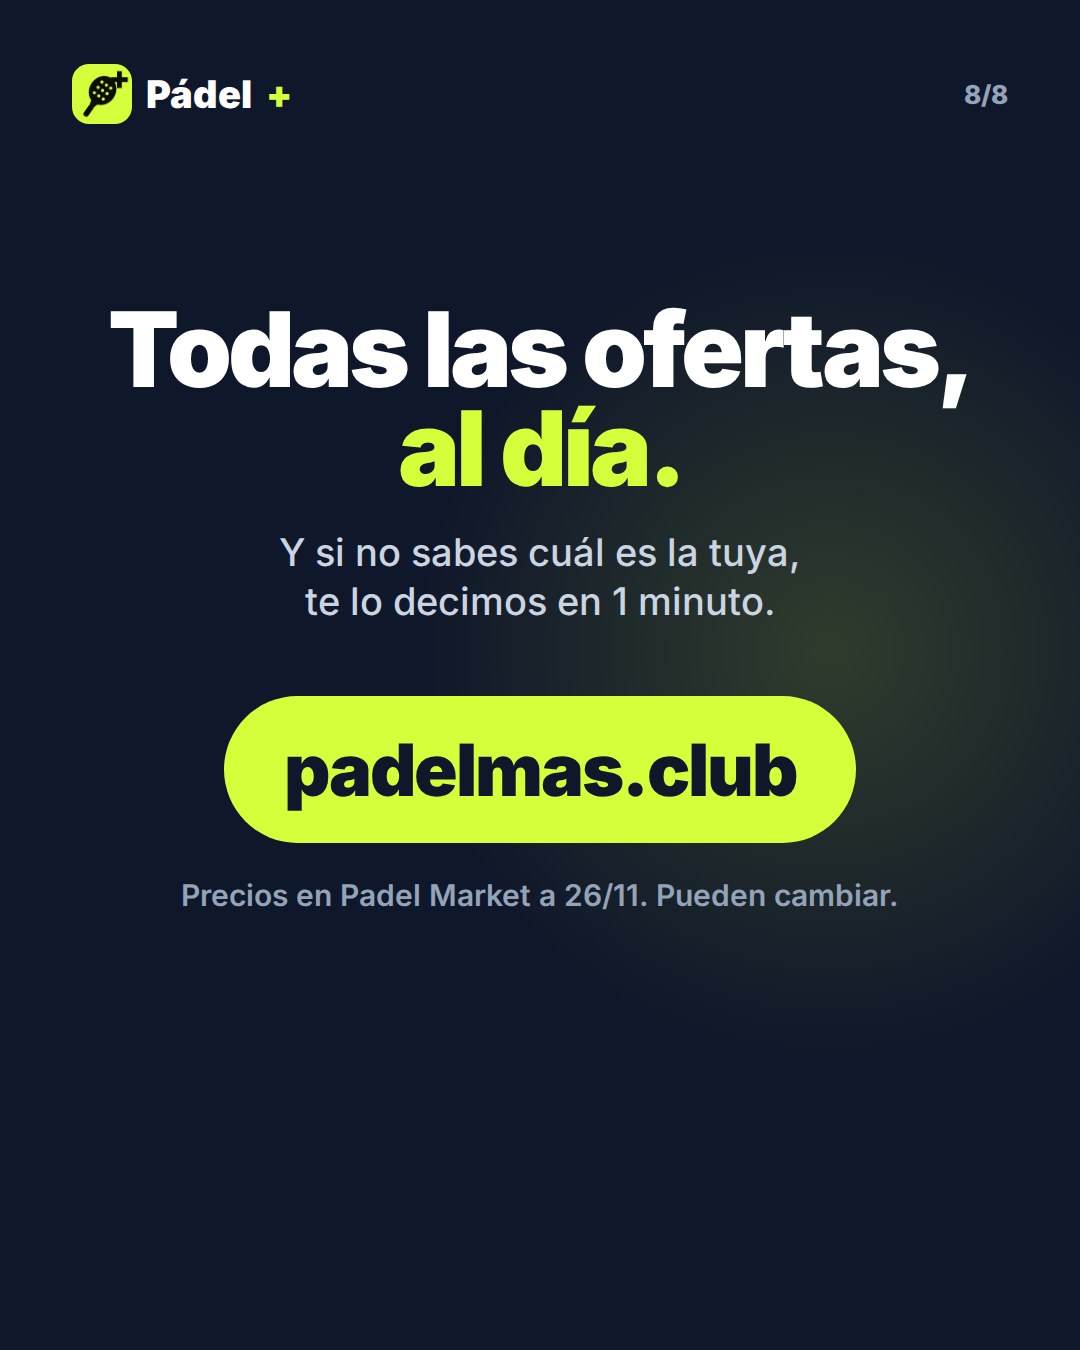 Pádel +
8/8
Todas las ofertas,
al día.
Y si no sabes cuál es la tuya,
te lo decimos en 1 minuto.
padelmas.club
Precios en Padel Market a 26/11. Pueden cambiar.